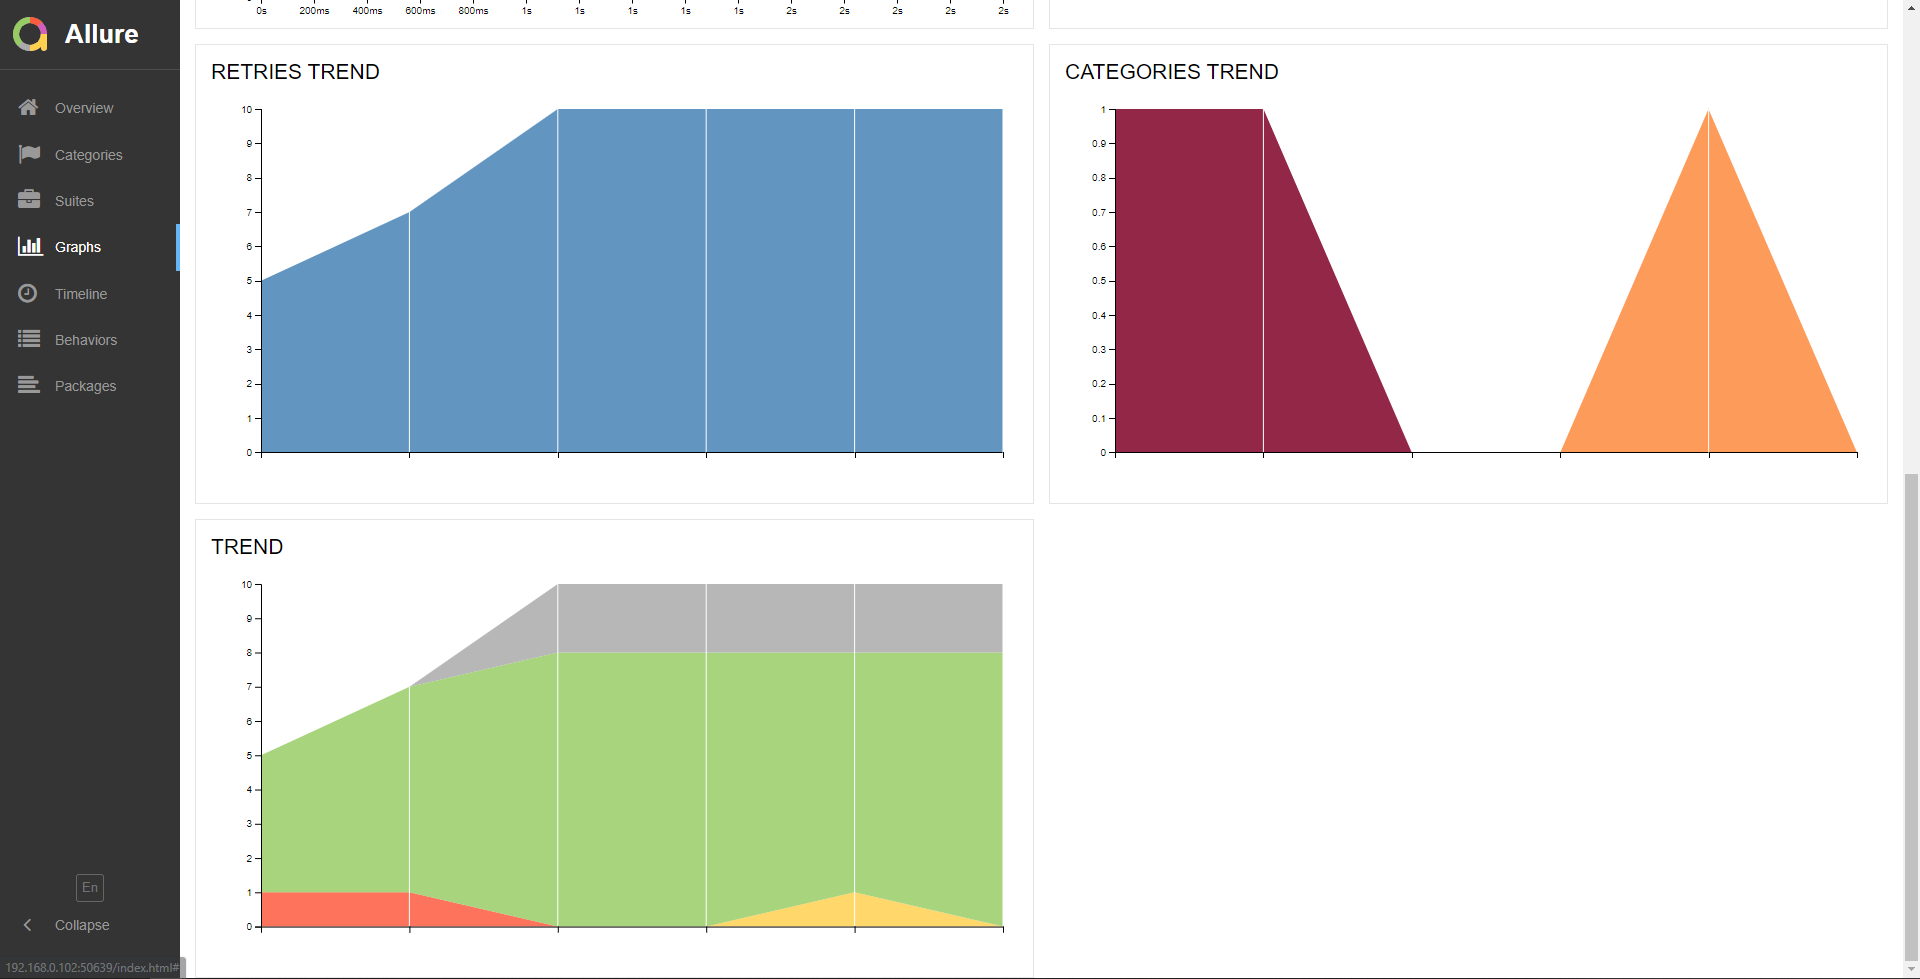 Allure
Overview
Categories
Suites
Graphs
Timeline
Behaviors
Packages
En
Collapse
192.168.0.102:50639/index.html#
0s 200ms 400ms 600ms 800ms 1s 1s 1s 1s 1s 2s 2s 2s 2s 2s
RETRIES TREND
10
9
8
7
6
5
4
3
2
1
0
CATEGORIES TREND
1
0.9
0.8
0.7
0.6
0.5
0.4
0.3
0.2
0.1
0
TREND
10
9
8
7
6
5
4
3
2
1
0